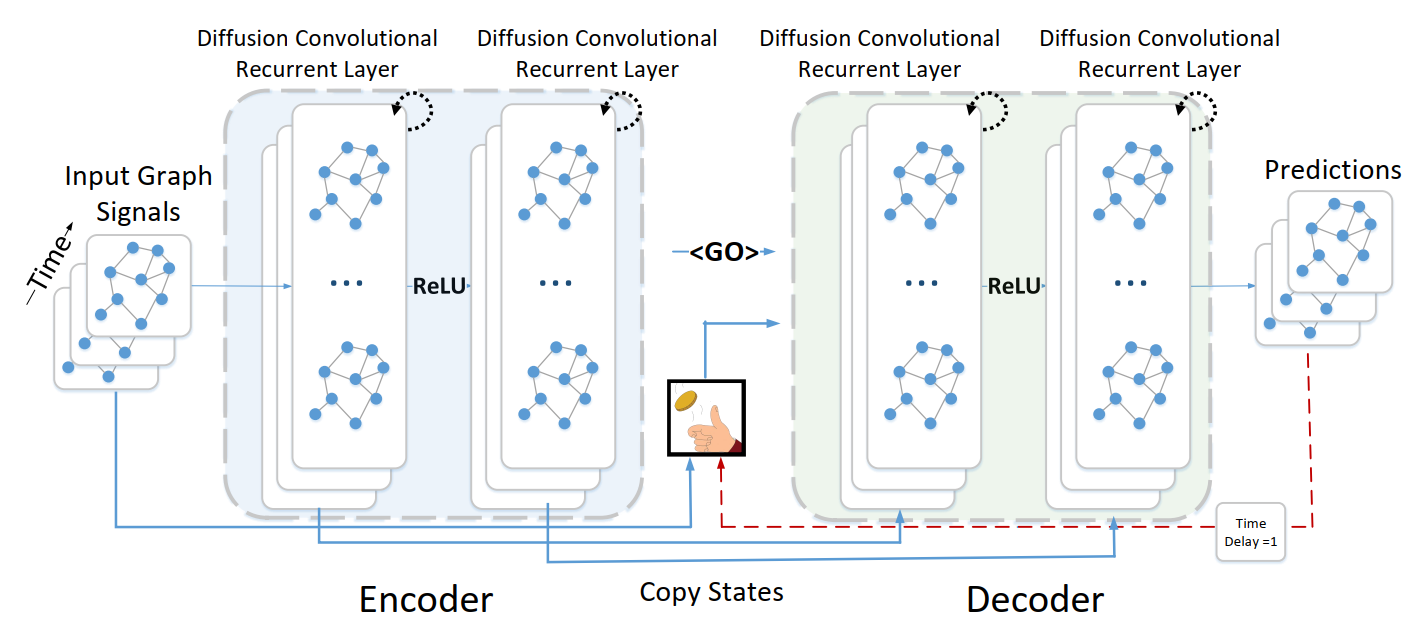 Diffusion Convolutional
Recurrent Layer
Diffusion Convolutional
Recurrent Layer
Diffusion Convolutional
Recurrent Layer
Diffusion Convolutional
Recurrent Layer
Input Graph
Signals
Time
Predictions
<GO>
ReLU
ReLU
Time
Delay =1
Encoder
Copy States
Decoder